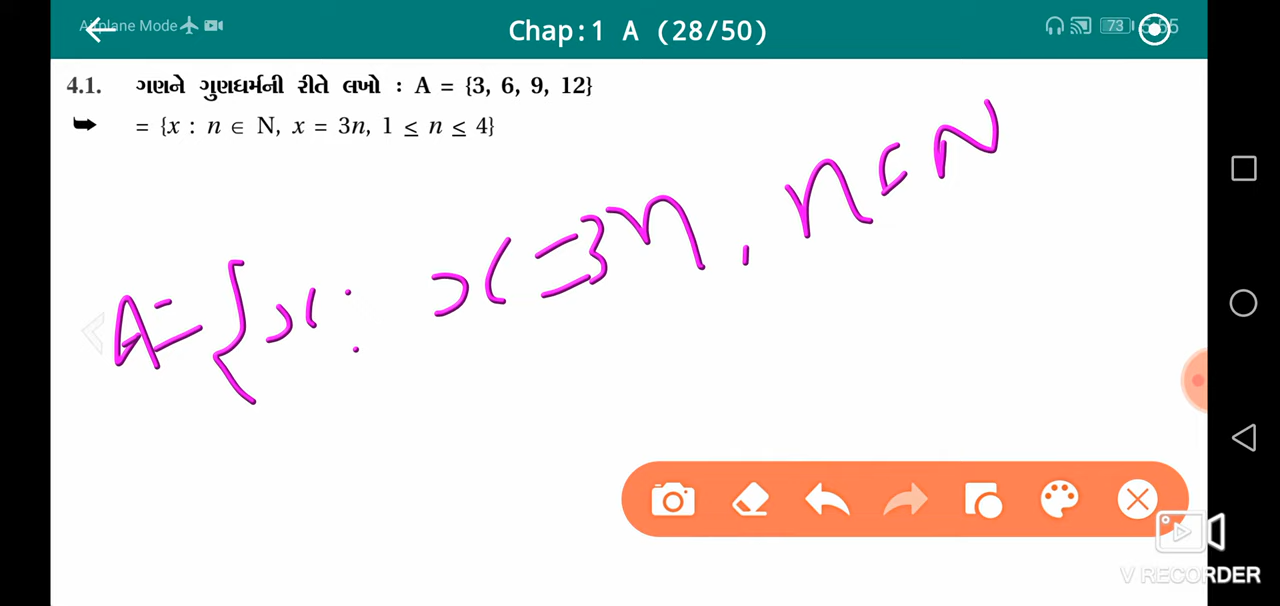 Airplane Mode
Chap:1 A (28/50)
73
4.1. ગણને ગુણધર્મની રીતે લખો : A = {3, 6, 9, 12}
➥ = {x : n ∈ N, x = 3n, 1 ≤ n ≤ 4}
A = {x : x = 3n, n ∈ N
V RECORDER